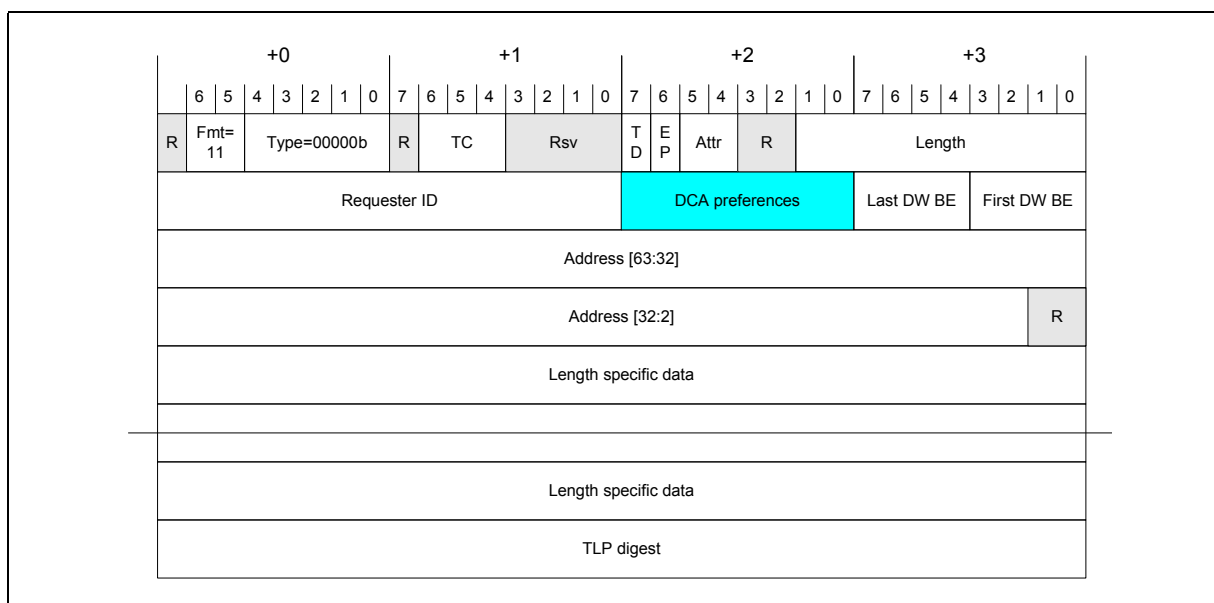 +0 +1 +2 +3
6 5 4 3 2 1 0 7 6 5 4 3 2 1 0 7 6 5 4 3 2 1 0 7 6 5 4 3 2 1 0
R Fmt= 11 Type=00000b R TC Rsv T D E P Attr R Length
Requester ID DCA preferences Last DW BE First DW BE
Address [63:32]
Address [32:2] R
Length specific data
Length specific data
TLP digest